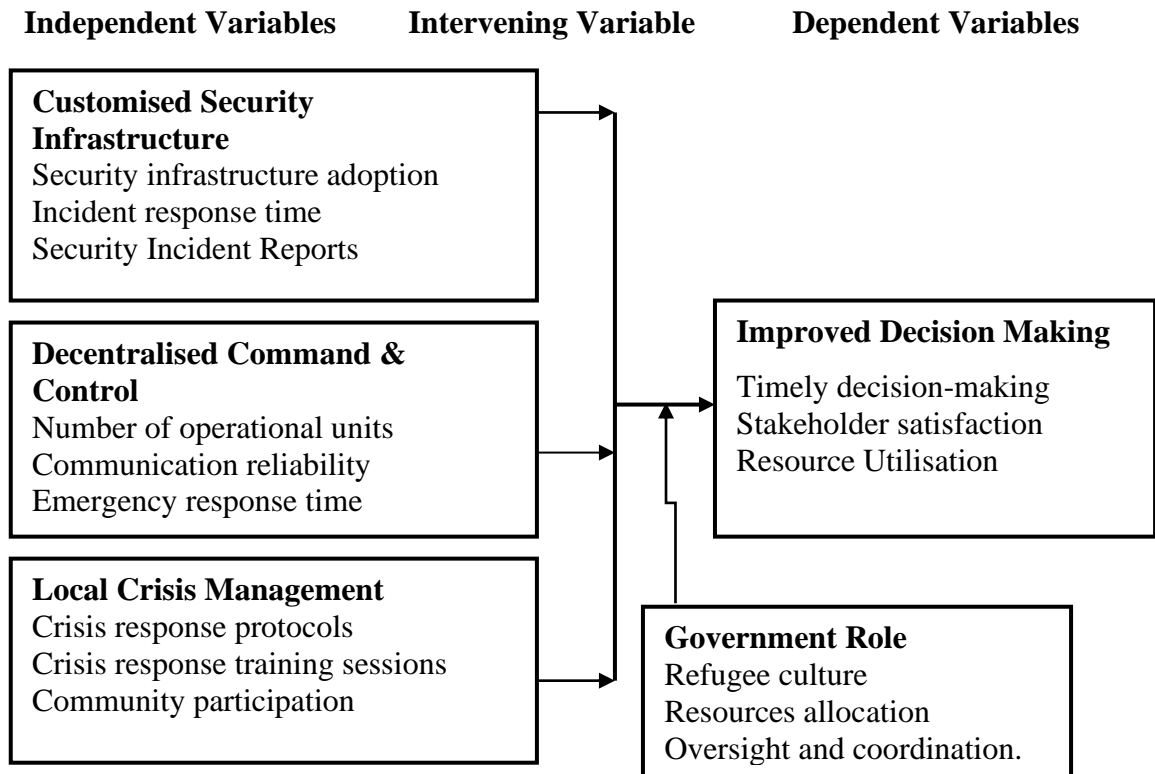 Independent Variables Intervening Variable Dependent Variables
Customised Security
Infrastructure
Security infrastructure adoption
Incident response time
Security Incident Reports
Decentralised Command &
Control
Number of operational units
Communication reliability
Emergency response time
Local Crisis Management
Crisis response protocols
Crisis response training sessions
Community participation
Improved Decision Making
Timely decision-making
Stakeholder satisfaction
Resource Utilisation
Government Role
Refugee culture
Resources allocation
Oversight and coordination.